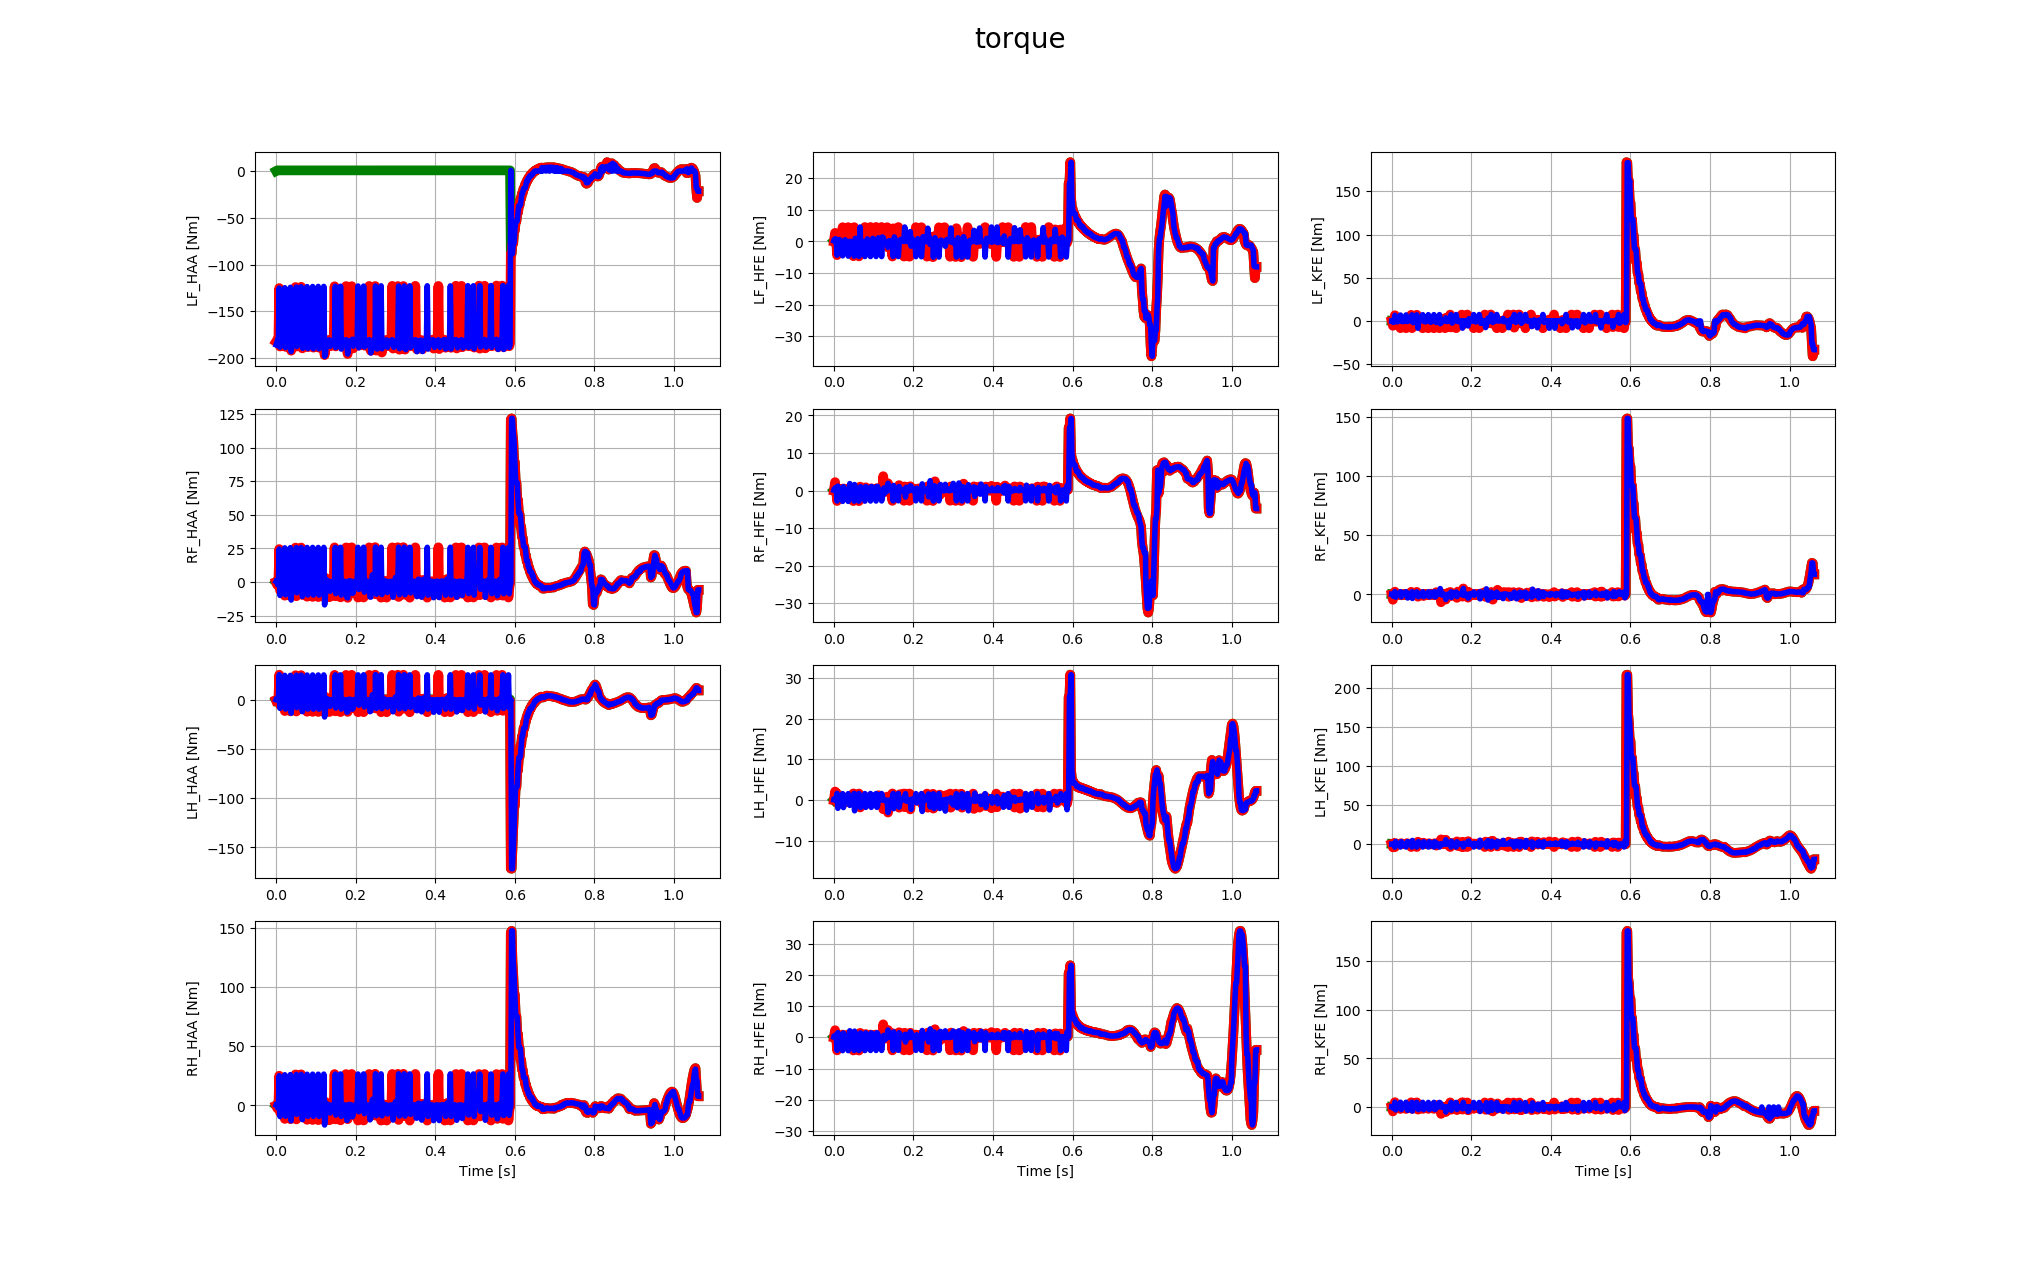 torque
LF_HAA [Nm]
0
−50
−100
−150
−200
0.0 0.2 0.4 0.6 0.8 1.0
LF_HFE [Nm]
20
10
0
−10
−20
−30
0.0 0.2 0.4 0.6 0.8 1.0
LF_KFE [Nm]
150
100
50
0
−50
0.0 0.2 0.4 0.6 0.8 1.0
RF_HAA [Nm]
125
100
75
50
25
0
−25
0.0 0.2 0.4 0.6 0.8 1.0
RF_HFE [Nm]
20
10
0
−10
−20
−30
0.0 0.2 0.4 0.6 0.8 1.0
RF_KFE [Nm]
150
100
50
0
0.0 0.2 0.4 0.6 0.8 1.0
LH_HAA [Nm]
0
−50
−100
−150
0.0 0.2 0.4 0.6 0.8 1.0
LH_HFE [Nm]
30
20
10
0
−10
0.0 0.2 0.4 0.6 0.8 1.0
LH_KFE [Nm]
200
150
100
50
0
0.0 0.2 0.4 0.6 0.8 1.0
RH_HAA [Nm]
150
100
50
0
0.0 0.2 0.4 0.6 0.8 1.0
Time [s]
RH_HFE [Nm]
30
20
10
0
−10
−20
−30
0.0 0.2 0.4 0.6 0.8 1.0
Time [s]
RH_KFE [Nm]
150
100
50
0
0.0 0.2 0.4 0.6 0.8 1.0
Time [s]